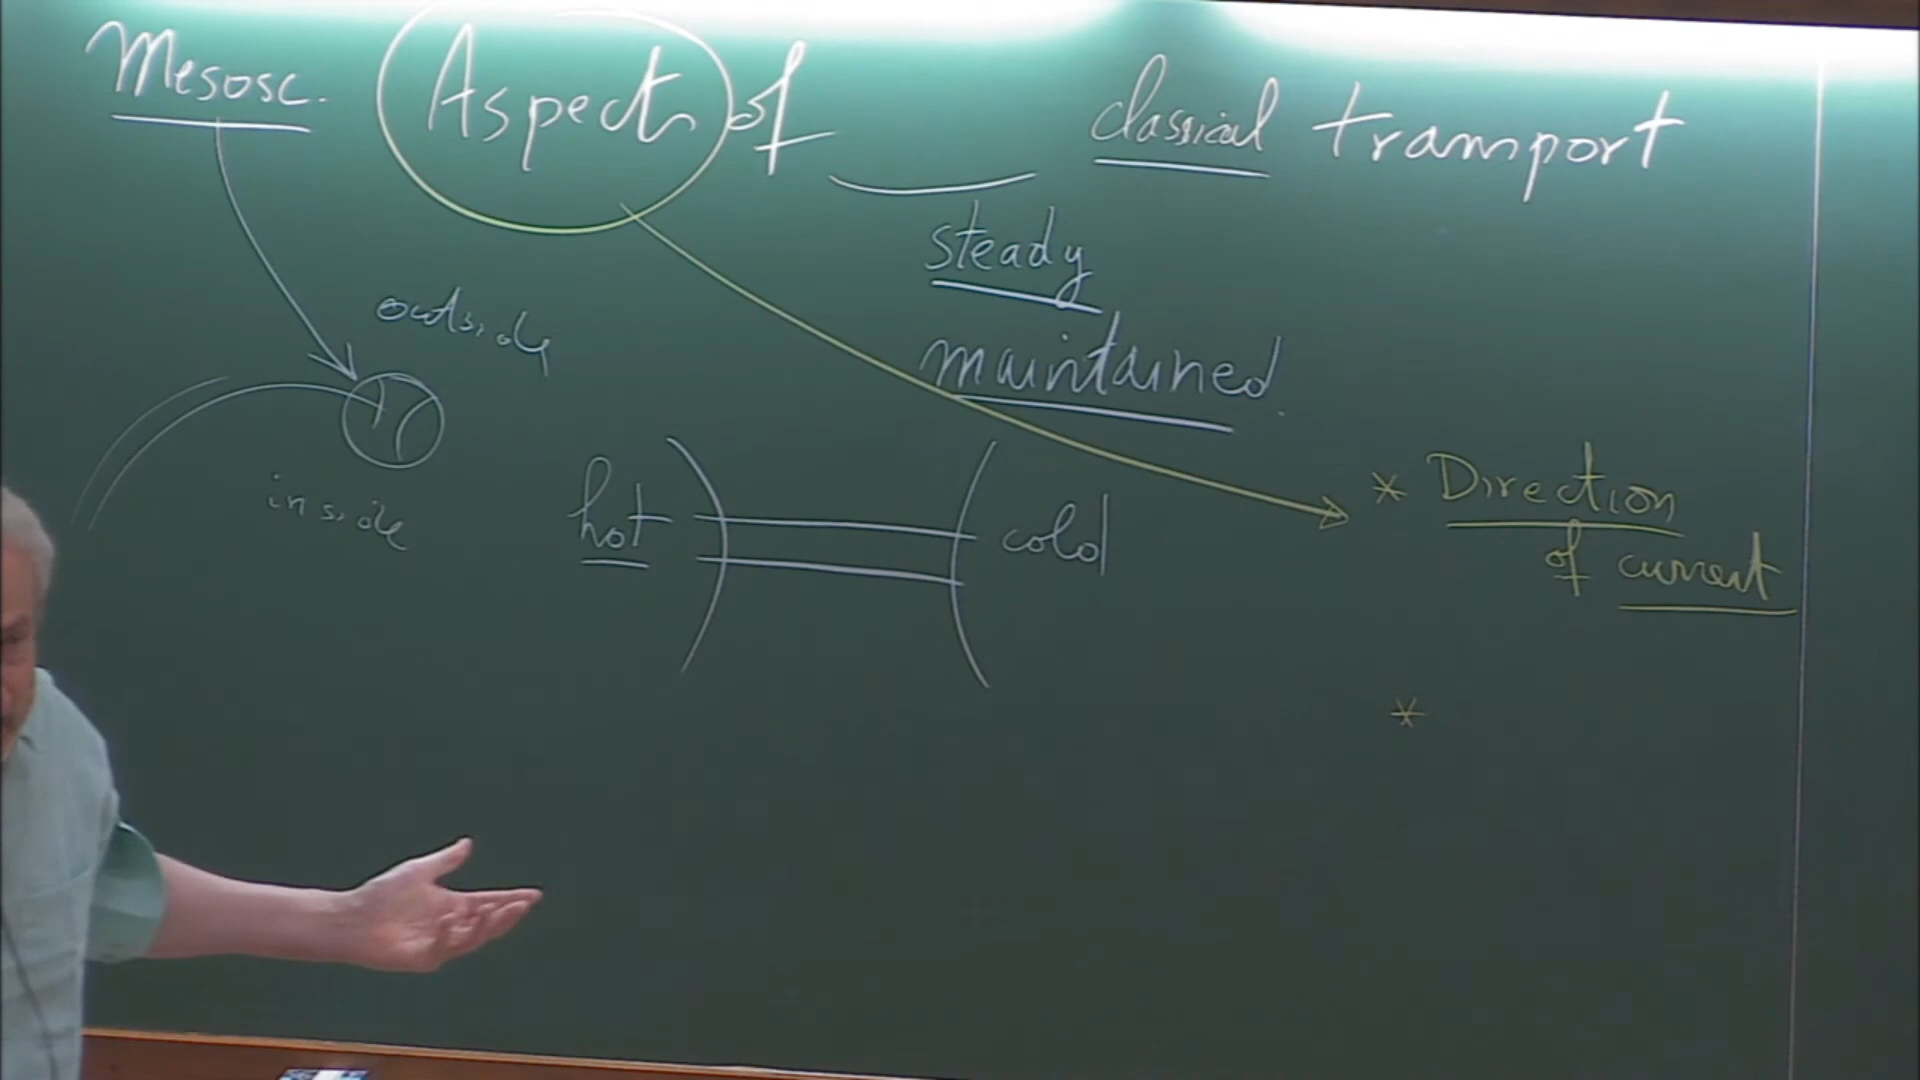 Mesosc. Aspects of classical transport
steady
maintained
outside
inside
hot
cold
* Direction
of current
*